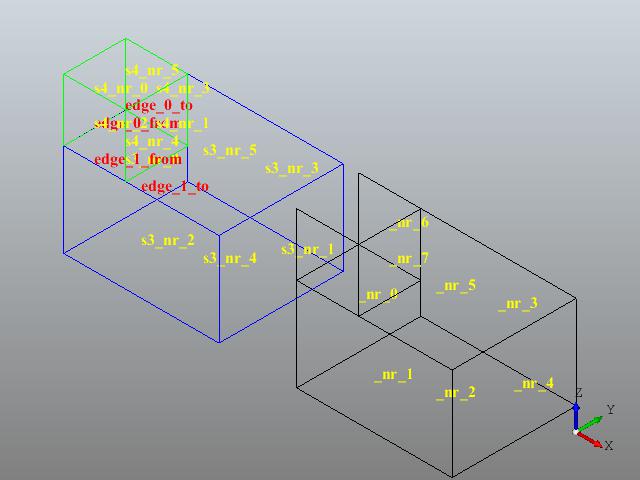 s4_nr_5
s4_nr_0
s4_nr_3
edge_0_to
edge_0_from
s4_nr_1
s4_nr_4
edge_1_from
edge_1_to
s3_nr_5
s3_nr_3
s3_nr_2
s3_nr_4
s3_nr_1
_nr_6
_nr_7
_nr_0
_nr_5
_nr_3
_nr_1
_nr_2
_nr_4
Z
Y
X